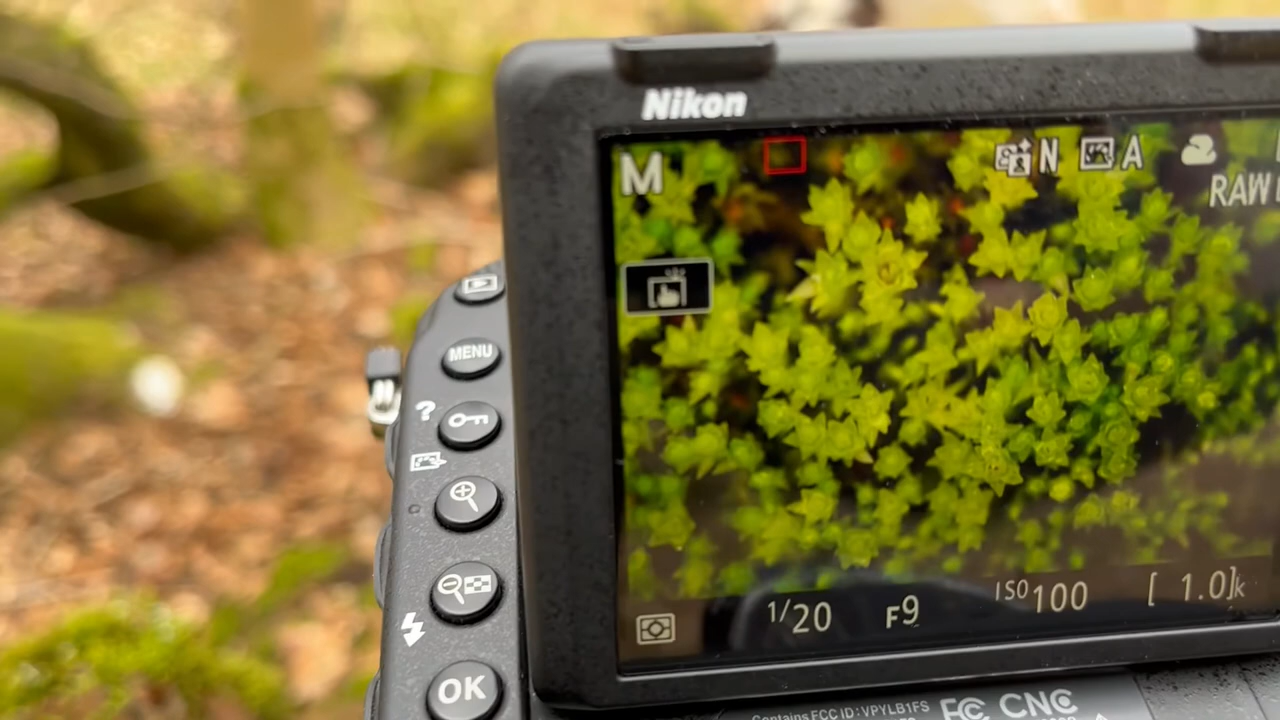 Nikon
M
N
A
RAW
MENU
?
OK
1/20
F9
ISO 100
[ 1.0]k
Contains FCC ID: VPYLB1FS
FC CNC